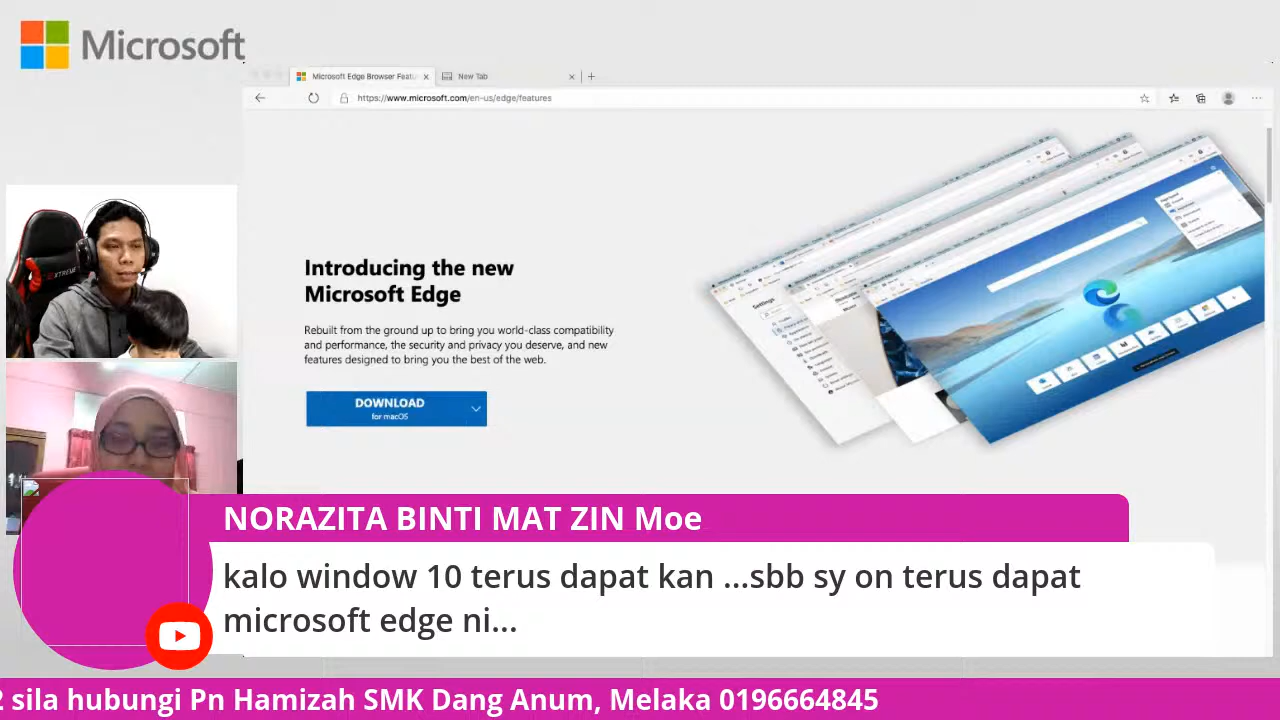 Microsoft
Microsoft Edge Browser Featu
New Tab
https://www.microsoft.com/en-us/edge/features
Introducing the new
Microsoft Edge
Rebuilt from the ground up to bring you world-class compatibility
and performance, the security and privacy you deserve, and new
features designed to bring you the best of the web.
DOWNLOAD
for macOS
Settings
NORAZITA BINTI MAT ZIN Moe
kalo window 10 terus dapat kan ...sbb sy on terus dapat
microsoft edge ni...
2 sila hubungi Pn Hamizah SMK Dang Anum, Melaka 0196664845